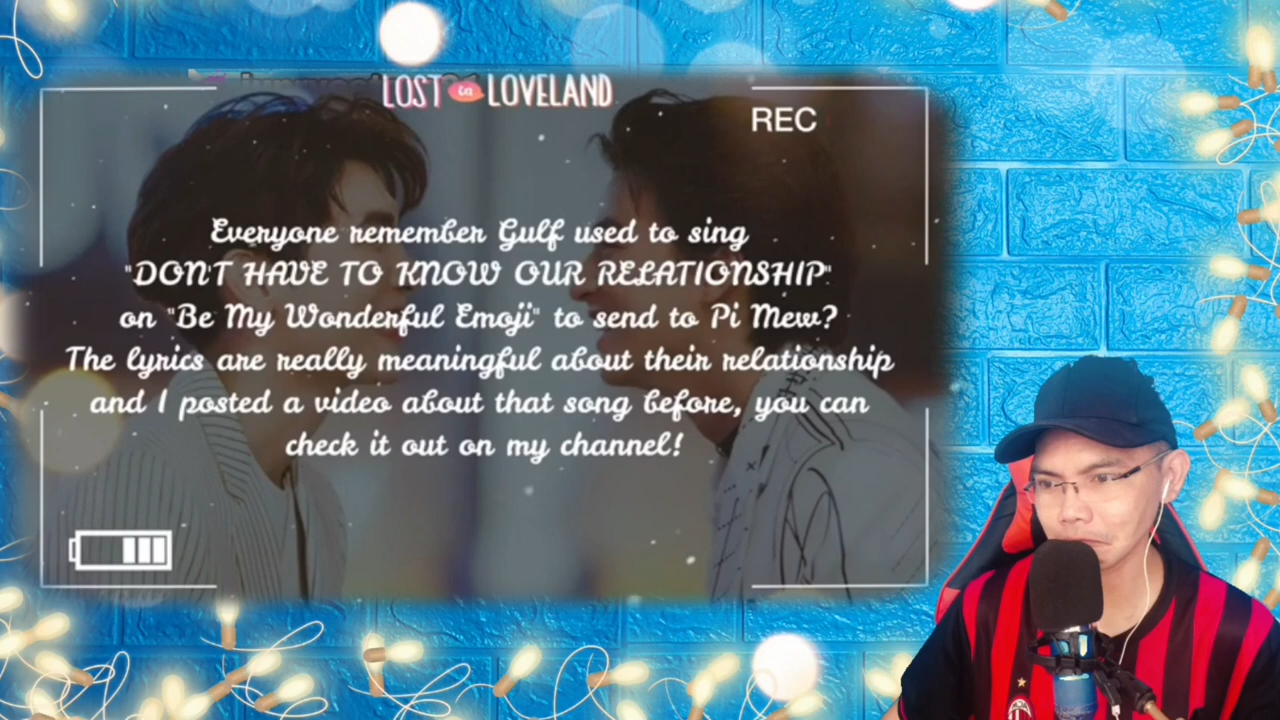 LOST in LOVELAND
REC
Everyone remember Gulf used to sing
"DON'T HAVE TO KNOW OUR RELATIONSHIP"
on "Be My Wonderful Emoji" to send to Pi Mew?
The lyrics are really meaningful about their relationship
and I posted a video about that song before, you can
check it out on my channel!